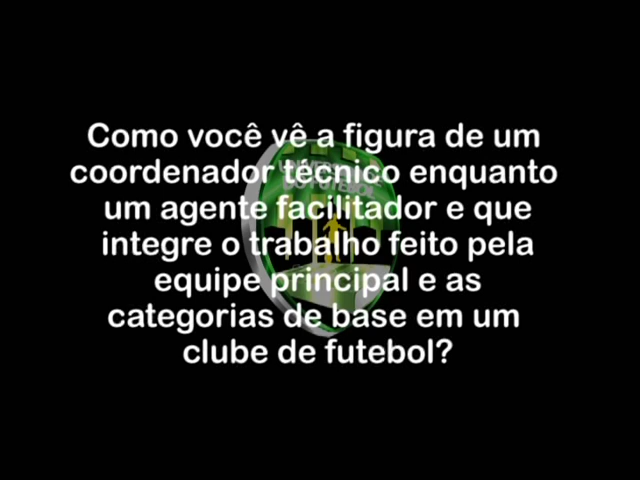 Como você vê a figura de um
coordenador técnico enquanto
um agente facilitador e que
integre o trabalho feito pela
equipe principal e as
categorias de base em um
clube de futebol?